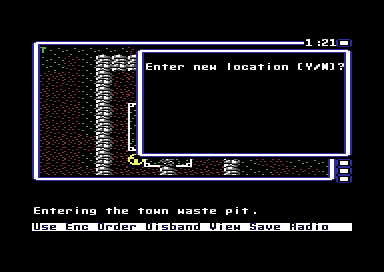 1:21
Enter new location (Y/N)?
Entering the town waste pit.
Use Enc Order Disband View Save Radio